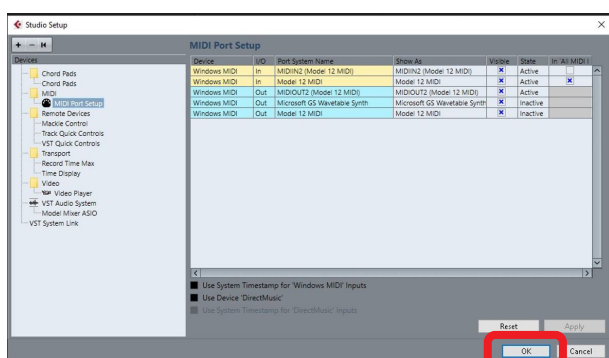 Studio Setup
Devices
Chord Pads
Chord Pads
MIDI
MIDI Port Setup
Remote Devices
Mackie Control
Track Quick Controls
VST Quick Controls
Transport
Record Time Max
Time Display
Video
Video Player
VST Audio System
Model Mixer ASIO
VST System Link
MIDI Port Setup
Device I/O Port System Name Show As Visible State In 'All MIDI I
Windows MIDI In MIDIIN2 (Model 12 MIDI) MIDIIN2 (Model 12 MIDI) Active
Windows MIDI In Model 12 MIDI Model 12 MIDI Active
Windows MIDI Out MIDIOUT2 (Model 12 MIDI) MIDIOUT2 (Model 12 MIDI) Active
Windows MIDI Out Microsoft GS Wavetable Synth Microsoft GS Wavetable Synth Inactive
Windows MIDI Out Model 12 MIDI Model 12 MIDI Inactive
Use System Timestamp for 'Windows MIDI' Inputs
Use Device 'DirectMusic'
Use System Timestamp for 'DirectMusic' Inputs
Reset Apply
OK Cancel